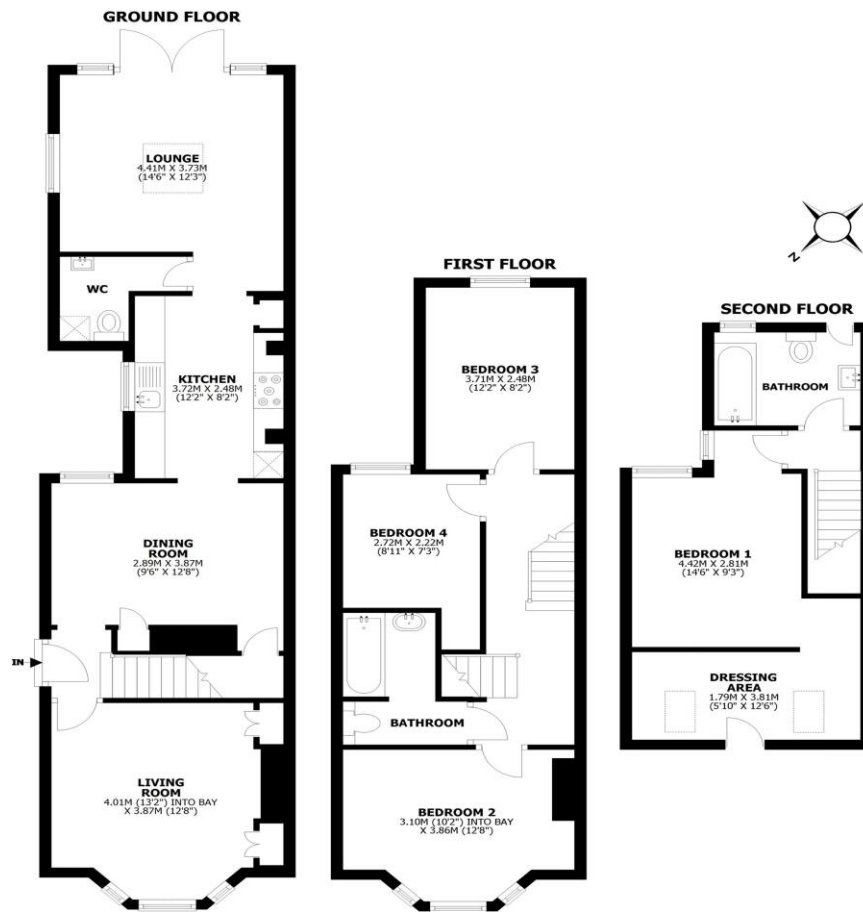 GROUND FLOOR
LOUNGE
4.41M X 3.73M
(14'6" X 12'3")
WC
KITCHEN
3.72M X 2.48M
(12'2" X 8'2")
DINING
ROOM
2.89M X 3.87M
(9'6" X 12'8")
IN
LIVING
ROOM
4.01M (13'2") INTO BAY
X 3.87M (12'8")
FIRST FLOOR
BEDROOM 3
3.71M X 2.48M
(12'2" X 8'2")
BEDROOM 4
2.72M X 2.22M
(8'11" X 7'3")
BATHROOM
BEDROOM 2
3.10M (10'2") INTO BAY
X 3.86M (12'8")
N
SECOND FLOOR
BATHROOM
BEDROOM 1
4.42M X 2.81M
(14'6" X 9'3")
DRESSING
AREA
1.79M X 3.81M
(5'10" X 12'6")